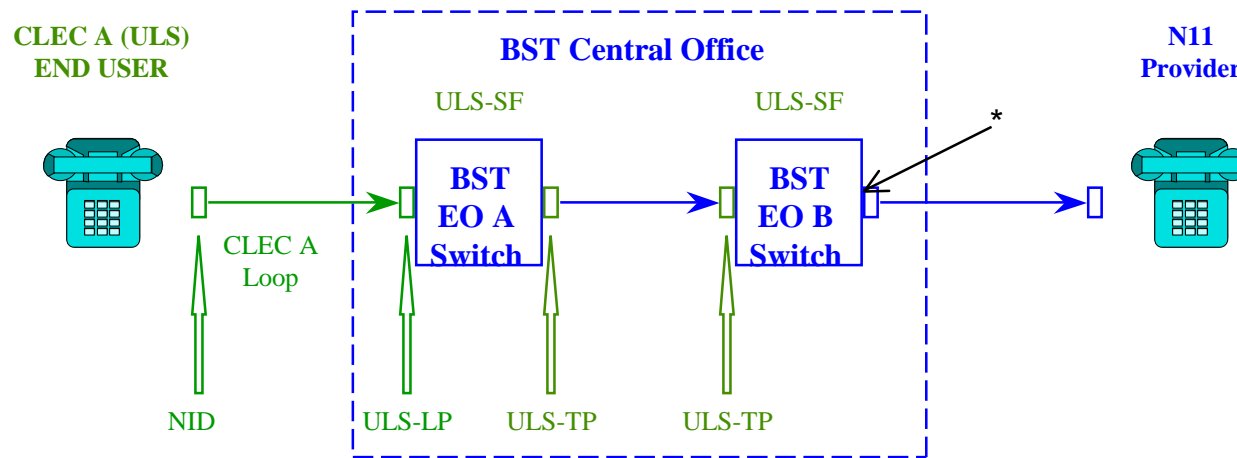 CLEC A (ULS)
END USER
BST Central Office
N11
Provider
ULS-SF
ULS-SF
*
BST
EO A
Switch
BST
EO B
Switch
CLEC A
Loop
NID
ULS-LP
ULS-TP
ULS-TP